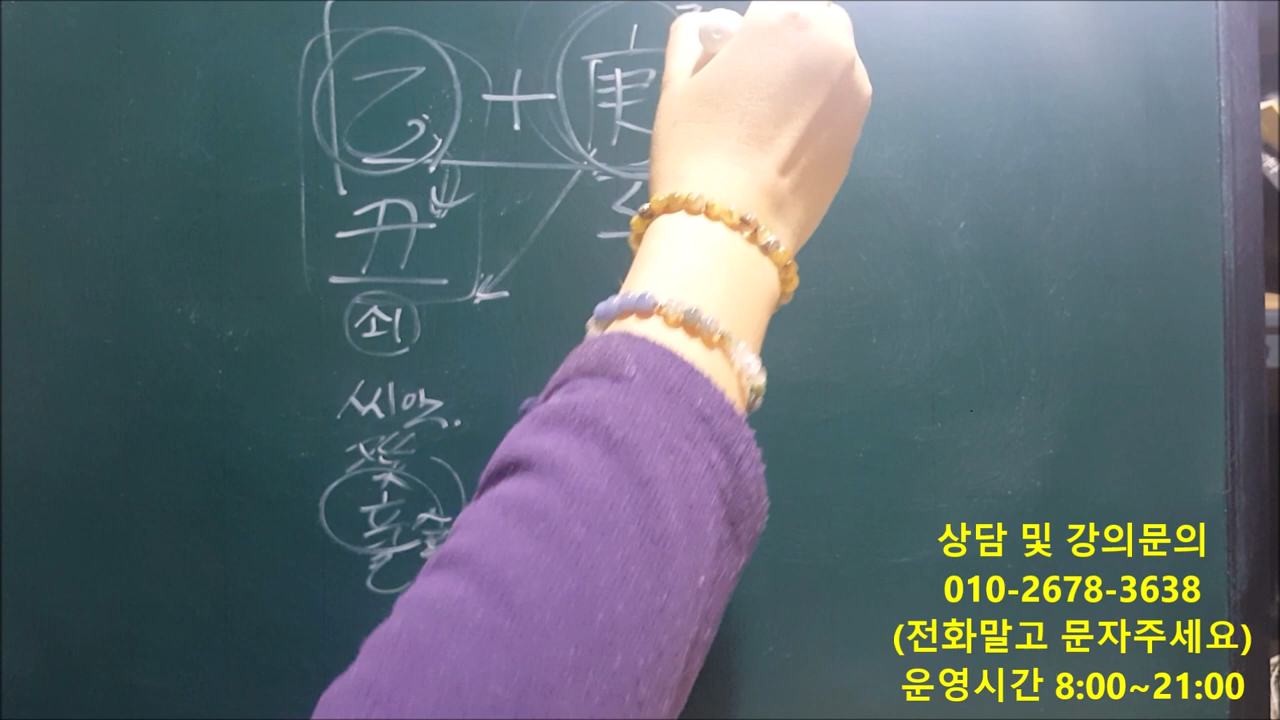 乙 + 庚
丑
쇠
씨앗.
상담 및 강의문의
010-2678-3638
(전화말고 문자주세요)
운영시간 8:00~21:00